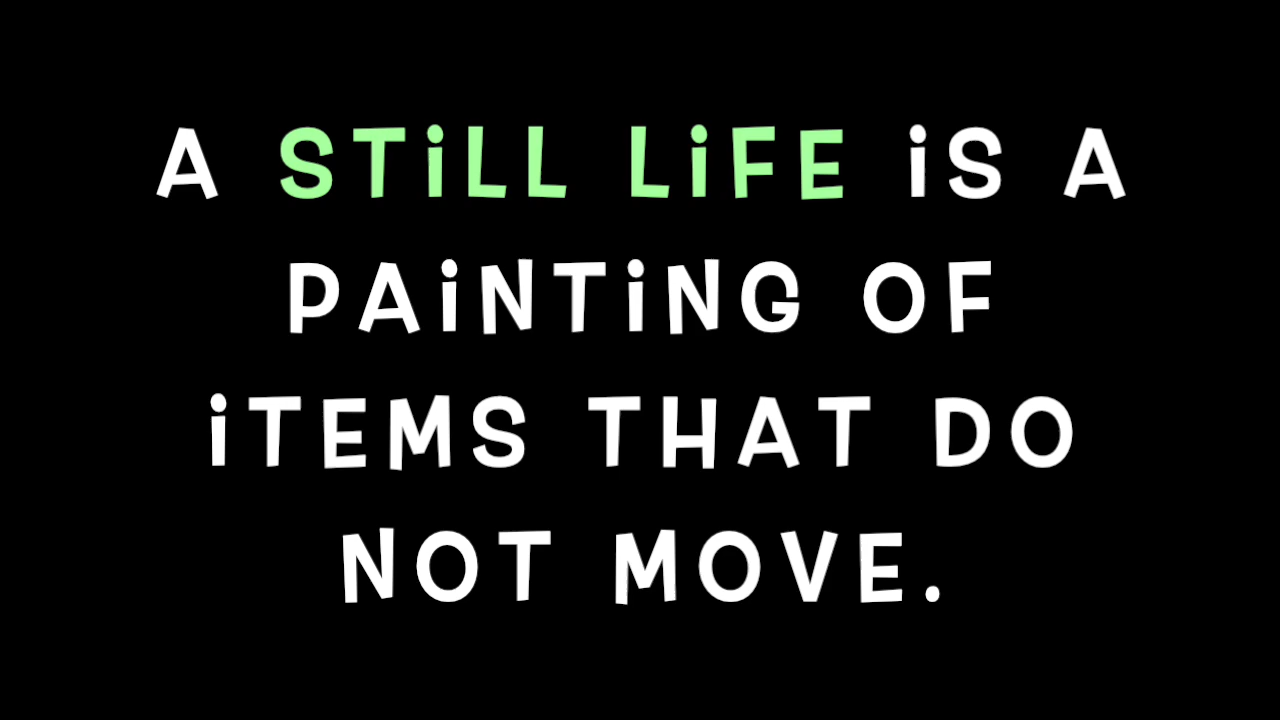 A STiLL LiFE iS A
PAiNTiNG OF
iTEMS THAT DO
NOT MOVE.